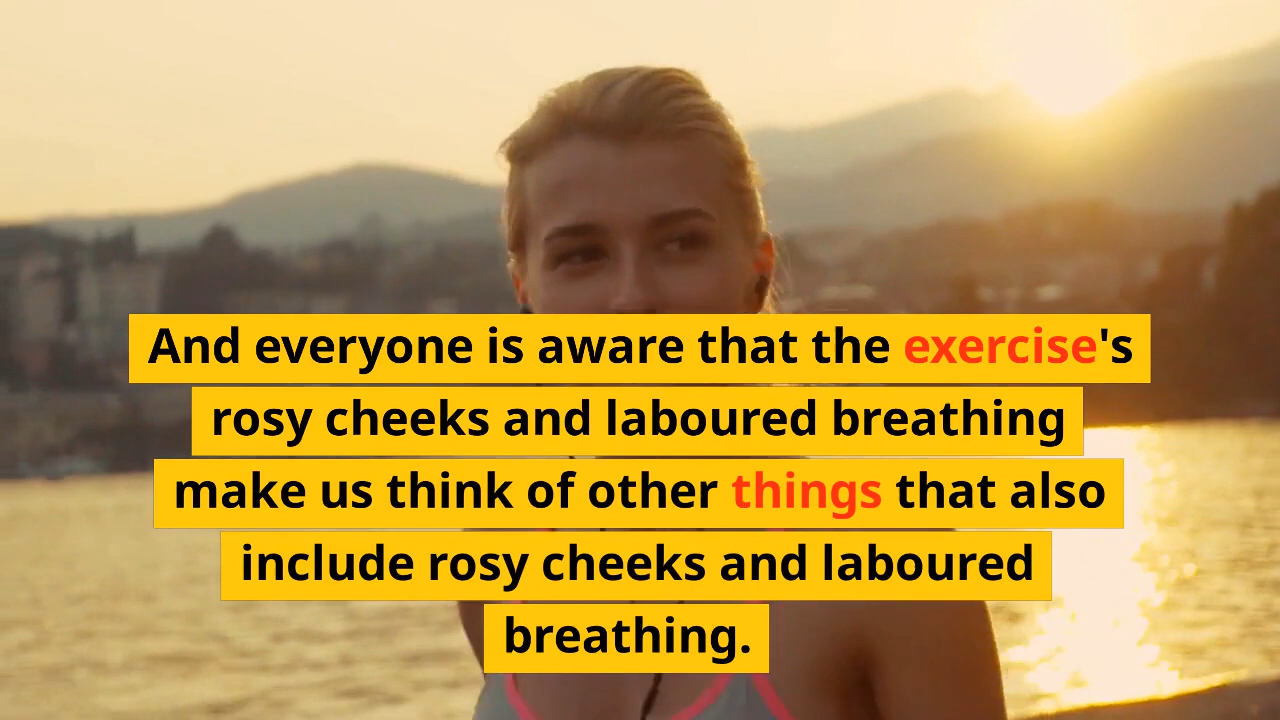 And everyone is aware that the exercise's
rosy cheeks and laboured breathing
make us think of other things that also
include rosy cheeks and laboured
breathing.